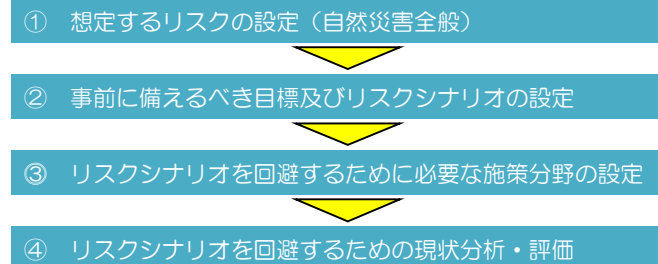 ① 想定するリスクの設定（自然災害全般）
② 事前に備えるべき目標及びリスクシナリオの設定
③ リスクシナリオを回避するために必要な施策分野の設定
④ リスクシナリオを回避するための現状分析・評価